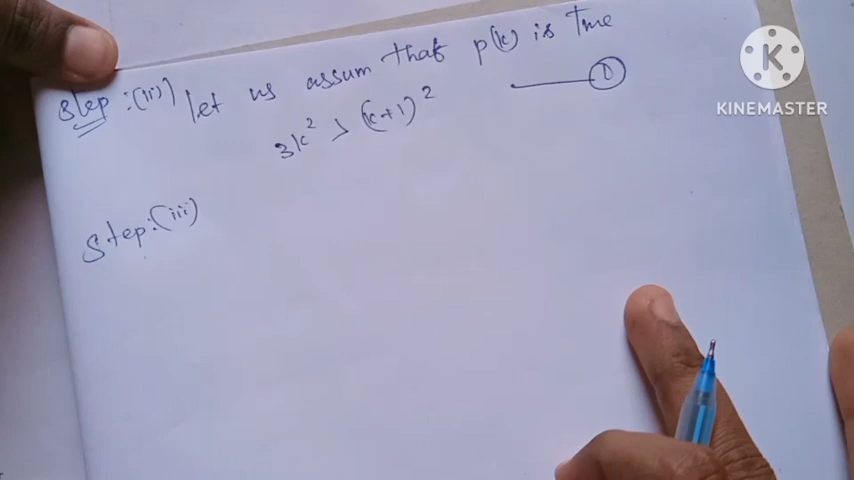 Step:(ii) let us assum that p(k) is true
3k² > (k+1)² ——①
Step:(iii)
K
KINEMASTER